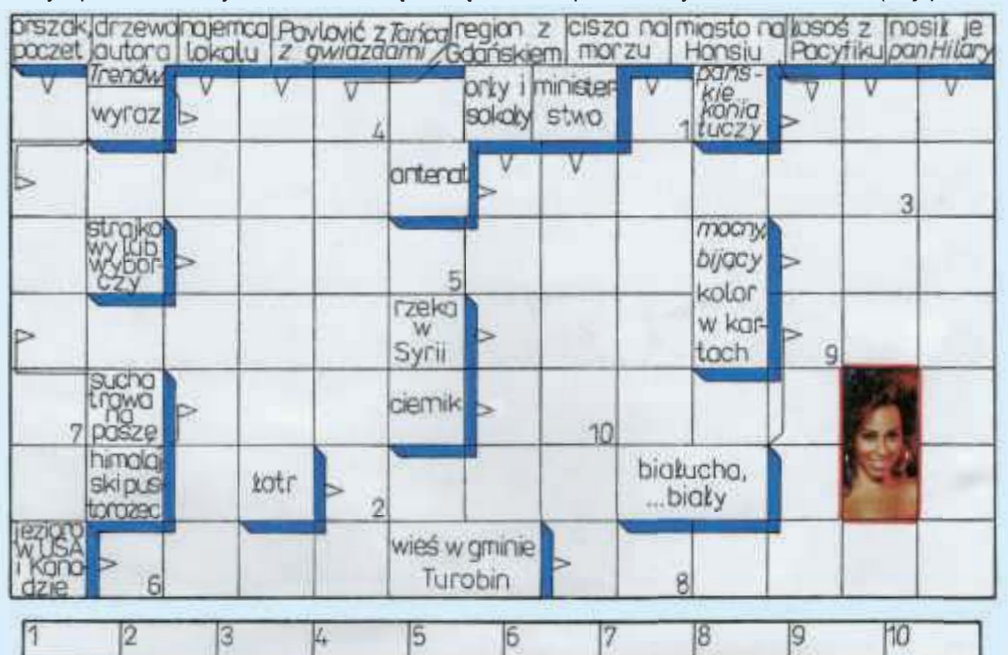 orszak, poczet
drzewo autora Trenów
najemca lokalu
Pavlović z Tańca z gwiazdami
region z Gdańskiem
cisza na morzu
miasto na Honsiu
łosoś z Pacyfiku
nosił je pan Hilary
wyraz
4
orły i sokoły
minister-
stwo
1
pańs-
kie
konia
tuczy
antenat
3
strajko
wy lub
wybor-
czy
5
mocny,
bijący
kolor
w kar-
tach
rzeka
w
Syrii
9
7
sucha
trawa
na
paszę
ciernik
10
himalaj
ski pus
torożec
łotr
2
białucha,
...biały
jezioro
w USA
i Kana
dzie
6
wieś w gminie
Turobin
8
1 2 3 4 5 6 7 8 9 10